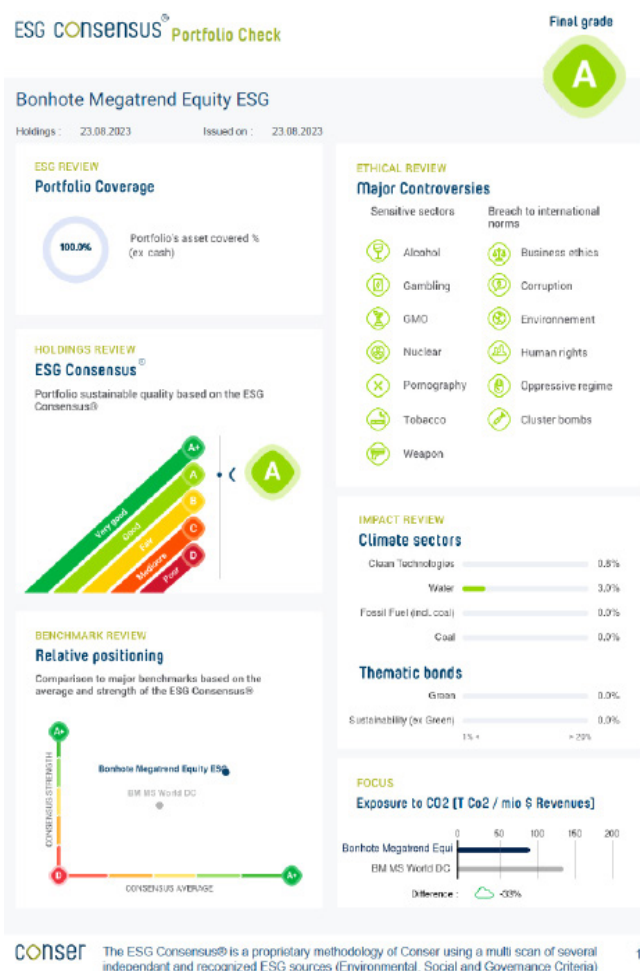 ESG consensus® Portfolio Check
Final grade
A
Bonhote Megatrend Equity ESG
Holdings : 23.08.2023 Issued on : 23.08.2023
ESG REVIEW
Portfolio Coverage
100.0%
Portfolio's asset covered %
(ex cash)
HOLDINGS REVIEW
ESG Consensus®
Portfolio sustainable quality based on the ESG
Consensus®
A+
A
B
C
D
Very good
Good
Fair
Mediocre
Poor
A
BENCHMARK REVIEW
Relative positioning
Comparison to major benchmarks based on the
average and strength of the ESG Consensus®
A+
CONSENSUS STRENGTH
Bonhote Megatrend Equity ESG
BM MS World DC
D
A+
CONSENSUS AVERAGE
ETHICAL REVIEW
Major Controversies
Sensitive sectors
Breach to international
norms
Alcohol
Business ethics
Gambling
Corruption
GMO
Environnement
Nuclear
Human rights
Pornography
Oppressive regime
Tobacco
Cluster bombs
Weapon
IMPACT REVIEW
Climate sectors
Clean Technologies 0.8%
Water 3.0%
Fossil Fuel (incl. coal) 0.0%
Coal 0.0%
Thematic bonds
Green 0.0%
Sustainability (ex Green) 0.0%
1% < > 20%
FOCUS
Exposure to CO2 [T Co2 / mio $ Revenues]
0 50 100 150 200
Bonhote Megatrend Equi
BM MS World DC
Difference : -33%
conser
The ESG Consensus® is a proprietary methodology of Conser using a multi scan of several
independant and recognized ESG sources (Environmental, Social and Governance Criteria)
1